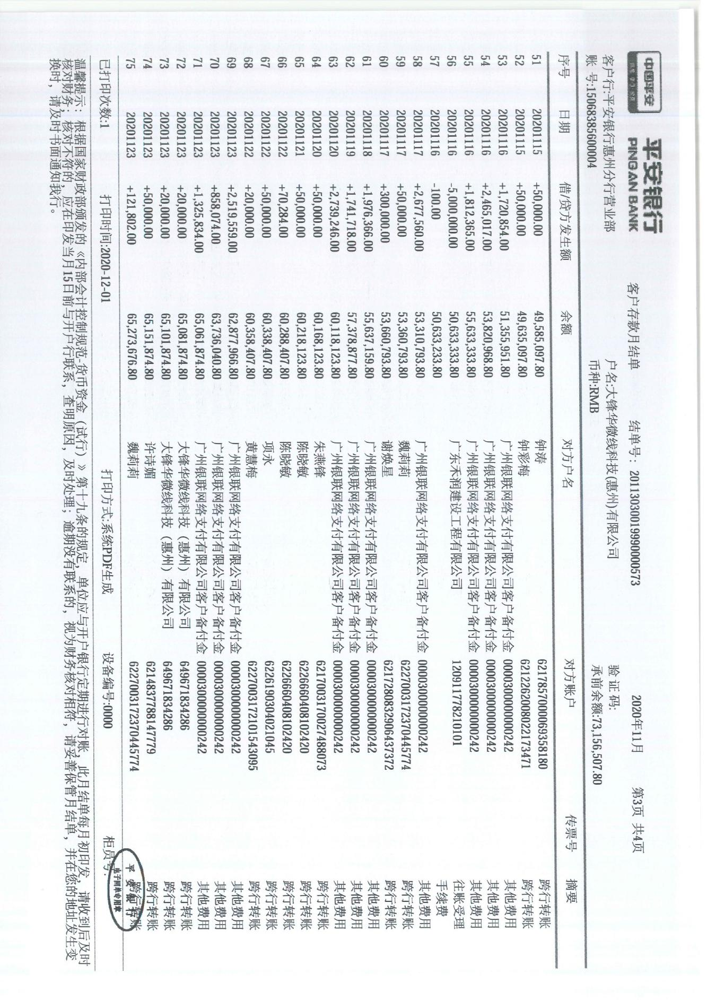 中国平安 平安银行
PING AN BANK
客户存款月结单 结单号：20113030019990000573 2020年11月 第3页 共4页
客户行:平安银行惠州分行营业部 户名:大锋华微线科技(惠州)有限公司 验证码:
账 号:15068385600004 币种:RMB 承前余额:73,156,507.80
序号 日期 借/贷方发生额 余额 对方户名 对方账户 传票号 摘要
51 20201115 +50,000.00 49,585,097.80 钟涛 6217857000069358180 跨行转账
52 20201115 +50,000.00 49,635,097.80 钟彩梅 6212262008022173471 跨行转账
53 20201116 +1,720,854.00 51,355,951.80 广州银联网络支付有限公司客户备付金 0000300000000242 其他费用
54 20201116 +2,465,017.00 53,820,968.80 广州银联网络支付有限公司客户备付金 0000300000000242 其他费用
55 20201116 +1,812,365.00 55,633,333.80 广州银联网络支付有限公司客户备付金 0000300000000242 其他费用
56 20201116 -5,000,000.00 50,633,333.80 广东禾润建设工程有限公司 12091177821010​1 往账受理
57 20201116 -100.00 50,633,233.80 手续费
58 20201117 +2,677,560.00 53,310,793.80 广州银联网络支付有限公司客户备付金 0000300000000242 其他费用
59 20201117 +50,000.00 53,360,793.80 魏莉莉 6227003172370445774 跨行转账
60 20201117 +300,000.00 53,660,793.80 谢焕星 6217280832906437372 跨行转账
61 20201118 +1,976,366.00 55,637,159.80 广州银联网络支付有限公司客户备付金 0000300000000242 其他费用
62 20201119 +1,741,718.00 57,378,877.80 广州银联网络支付有限公司客户备付金 0000300000000242 其他费用
63 20201120 +2,739,246.00 60,118,123.80 广州银联网络支付有限公司客户备付金 0000300000000242 其他费用
64 20201120 +50,000.00 60,168,123.80 朱燕锋 6217003170027488073 跨行转账
65 20201121 +50,000.00 60,218,123.80 陈晓敏 6226660408102420 跨行转账
66 20201122 +70,284.00 60,288,407.80 陈晓敏 6226660408102420 跨行转账
67 20201122 +50,000.00 60,338,407.80 项永 6226190304021045 跨行转账
68 20201122 +20,000.00 60,358,407.80 黄慧梅 6227003172101543095 跨行转账
69 20201123 +2,519,559.00 62,877,966.80 广州银联网络支付有限公司客户备付金 0000300000000242 其他费用
70 20201123 +858,074.00 63,736,040.80 广州银联网络支付有限公司客户备付金 0000300000000242 其他费用
71 20201123 +1,325,834.00 65,061,874.80 广州银联网络支付有限公司客户备付金 0000300000000242 其他费用
72 20201123 +20,000.00 65,081,874.80 大锋华微线科技（惠州）有限公司 649671834286 跨行转账
73 20201123 +20,000.00 65,101,874.80 大锋华微线科技（惠州）有限公司 649671834286 跨行转账
74 20201123 +50,000.00 65,151,874.80 许诗媚 6214837788147779 跨行转账
75 20201123 +121,802.00 65,273,676.80 魏莉莉 6227003172370445774 跨行转账
平安银行
电子回单专用章
已打印次数:1 打印时间:2020-12-01 打印方式:系统PDF生成 设备编号:0000 柜员号:
温馨提示：根据国家财政部颁发的《内部会计控制规范-货币资金（试行）》第十九条的规定，单位应与开户银行定期进行对账，此月结单每月初印发，请收到后及时
核对财务；核对不符的，应在印发当月15日前与开户行联系，查明原因，及时处理，逾期没有联系的，视为财务核对相符，请妥善保管月结单，并在您的地址发生变
换时，请及时书面通知我行。